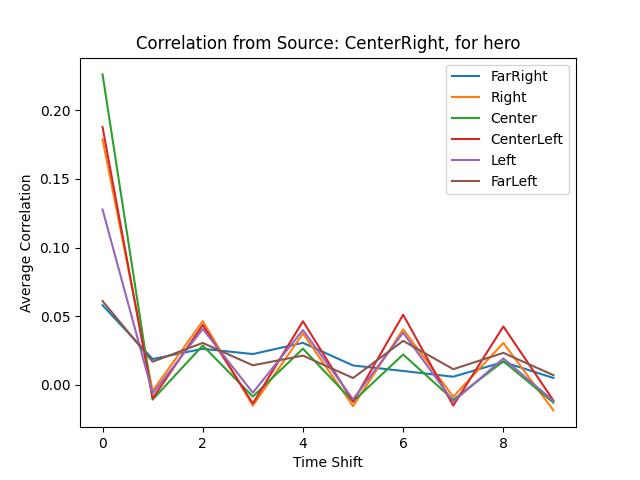 Correlation from Source: CenterRight, for hero
FarRight
Right
Center
CenterLeft
Left
FarLeft
0.20
0.15
0.10
0.05
0.00
Average Correlation
0 2 4 6 8
Time Shift